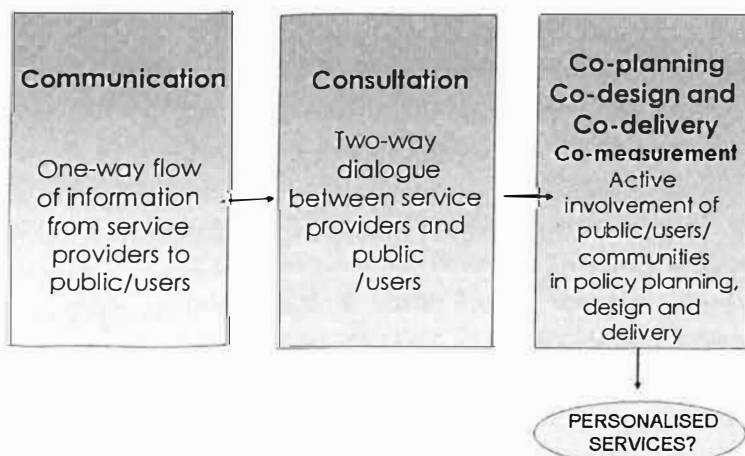 Communication
One-way flow
of information
from service
providers to
public/users
Consultation
Two-way
dialogue
between service
providers and
public
/users
Co-planning
Co-design and
Co-delivery
Co-measurement
Active
involvement of
public/users/
communities
in policy planning,
design and
delivery
PERSONALISED
SERVICES?